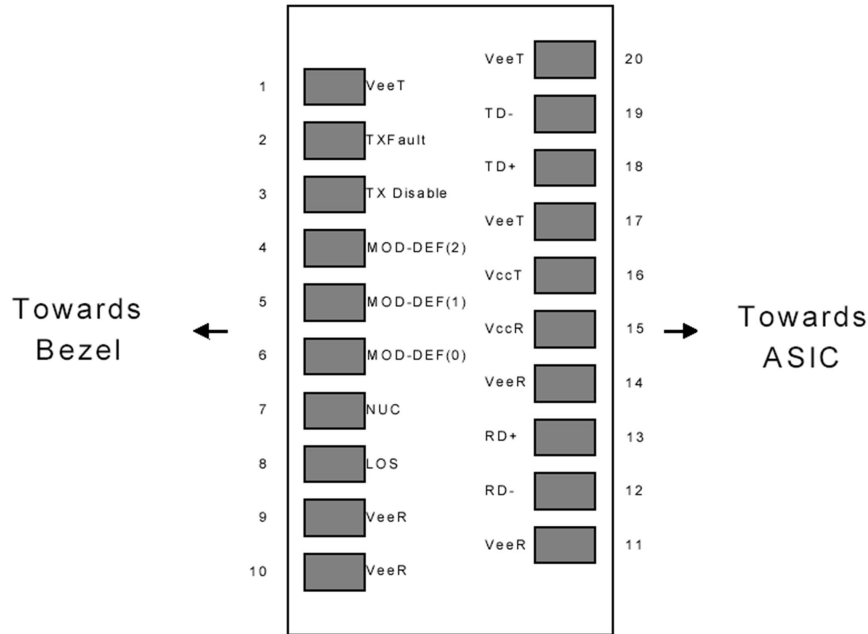 1 VeeT
2 TXFault
3 TX Disable
4 MOD-DEF(2)
5 MOD-DEF(1)
6 MOD-DEF(0)
7 NUC
8 LOS
9 VeeR
10 VeeR
VeeT 20
TD- 19
TD+ 18
VeeT 17
VccT 16
VccR 15
VeeR 14
RD+ 13
RD- 12
VeeR 11
Towards
Bezel
Towards
ASIC